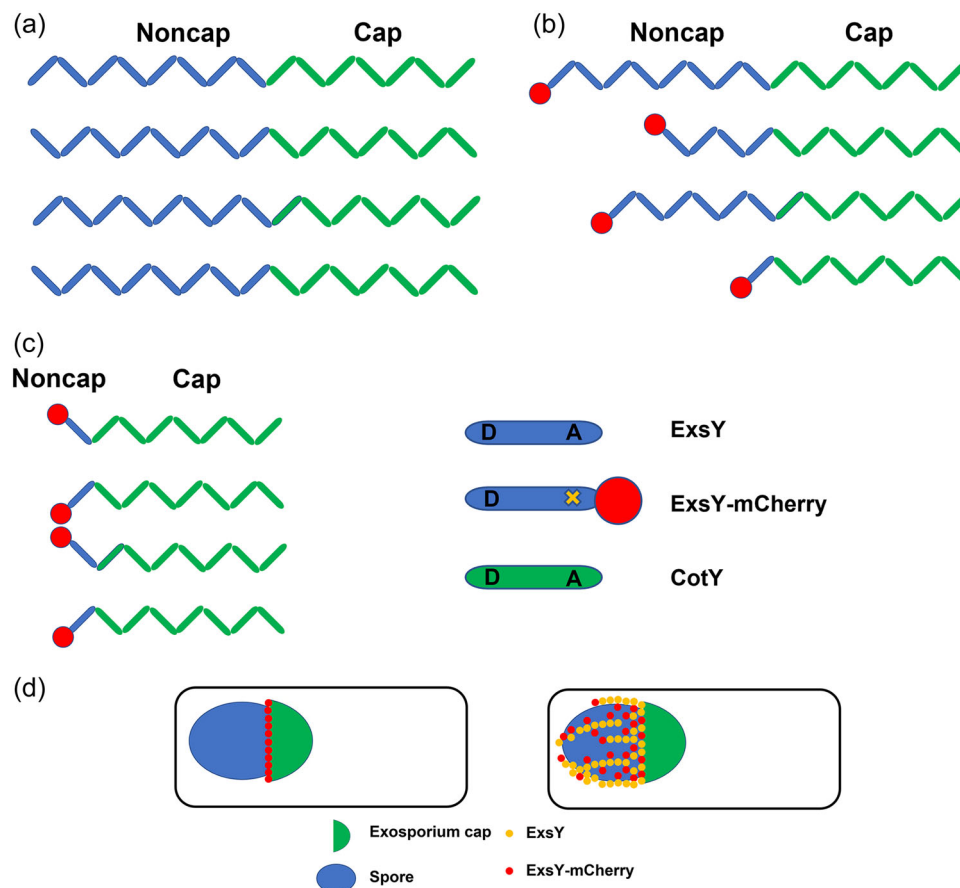 (a)
Noncap Cap
(b)
Noncap Cap
(c)
Noncap Cap
D A ExsY
D ExsY-mCherry
D A CotY
(d)
Exosporium cap ExsY
Spore ExsY-mCherry